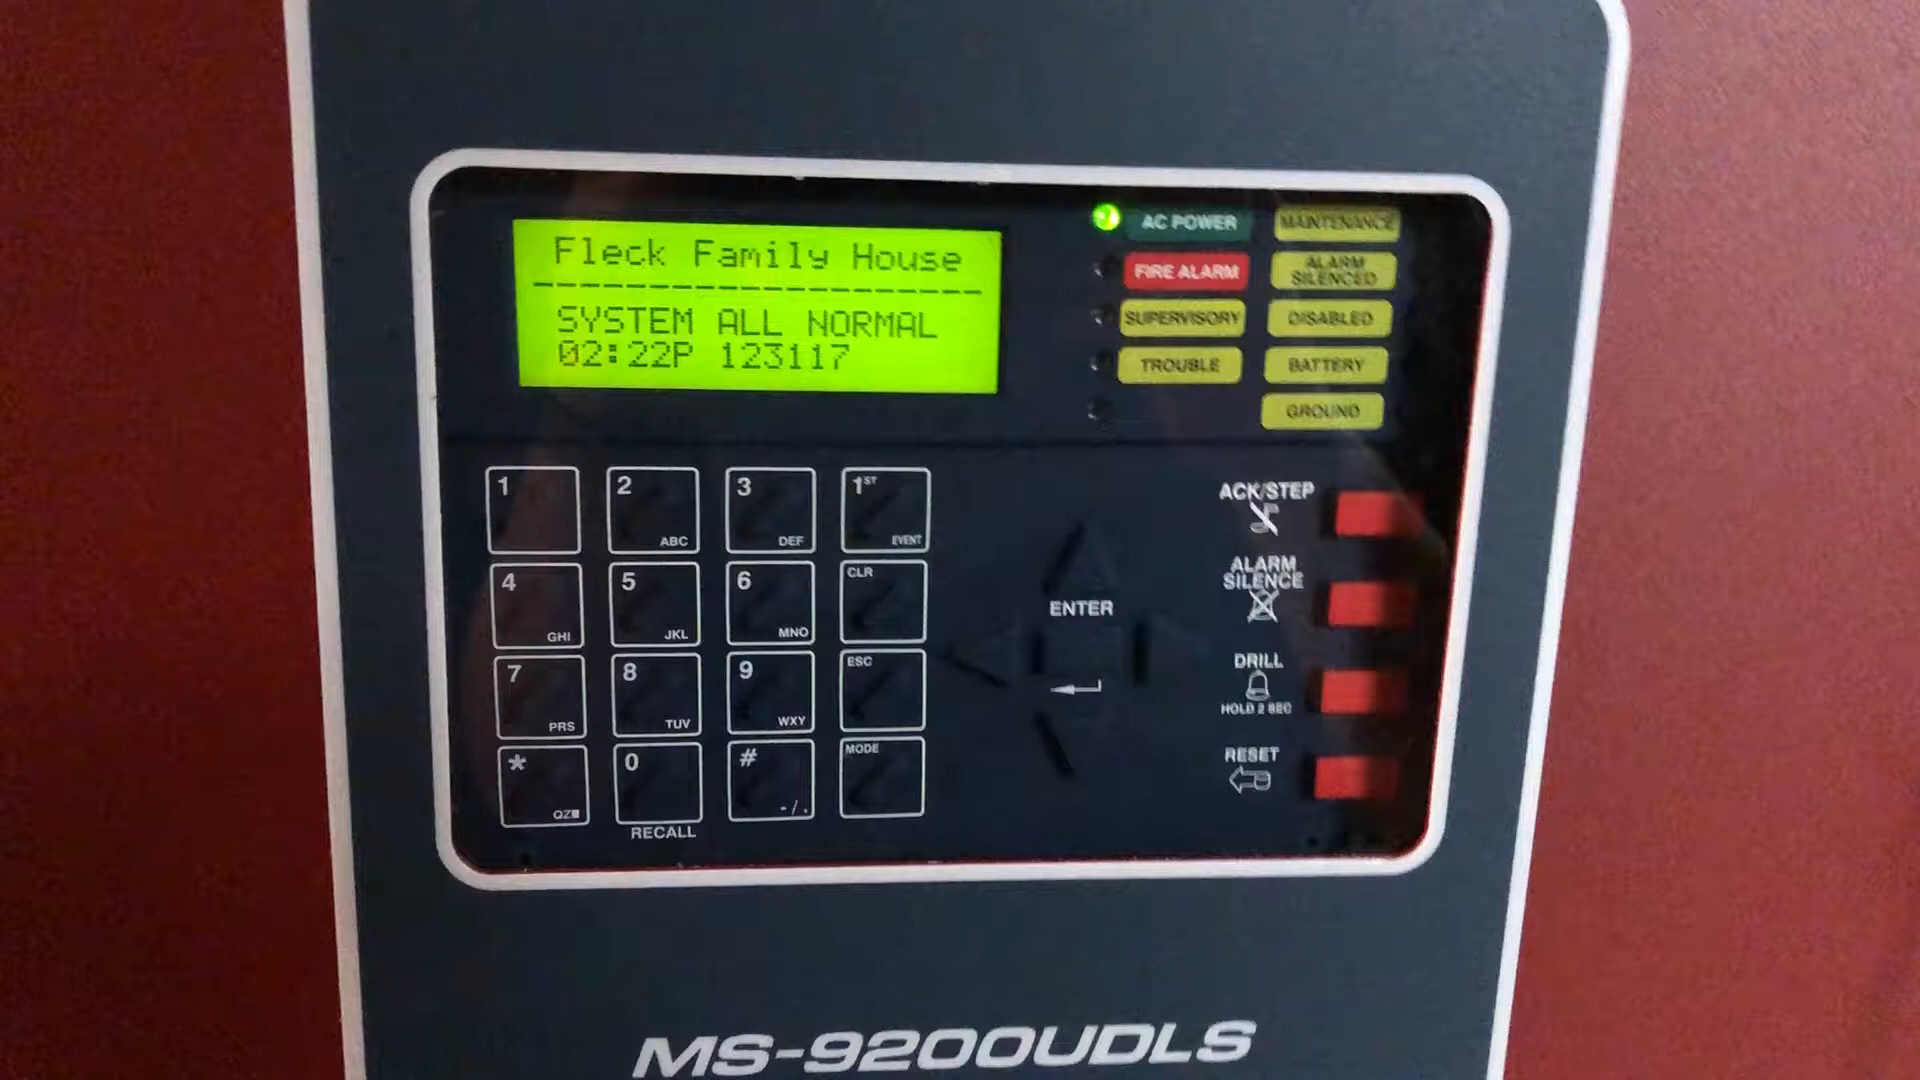 Fleck Family House
--------------------
SYSTEM ALL NORMAL
02:22P 123117
AC POWER
MAINTENANCE
FIRE ALARM
ALARM
SILENCED
SUPERVISORY
DISABLED
TROUBLE
BATTERY
GROUND
1
2 ABC
3 DEF
1ST EVENT
4 GHI
5 JKL
6 MNO
CLR
7 PRS
8 TUV
9 WXY
ESC
* QZ
0
# - / .
MODE
RECALL
ENTER
ACK/STEP
ALARM
SILENCE
DRILL
HOLD 2 SEC
RESET
MS-9200UDLS